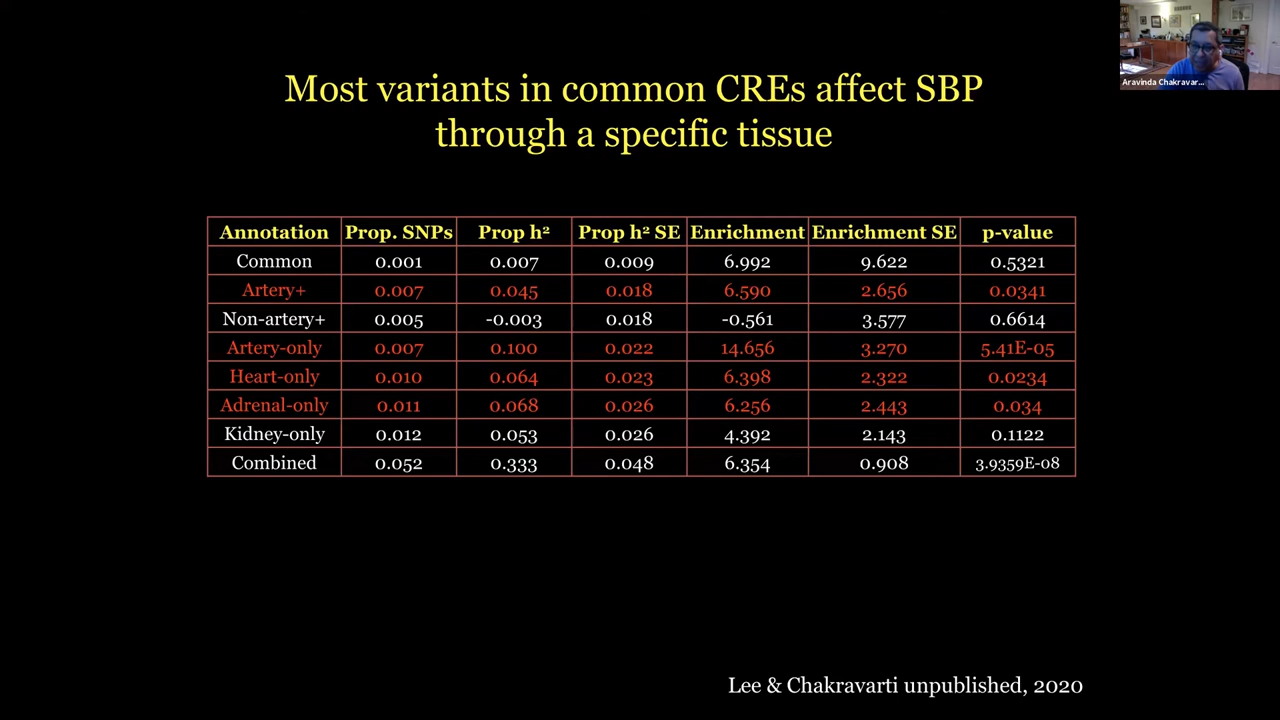 Aravinda Chakravar...
Most variants in common CREs affect SBP
through a specific tissue
Annotation Prop. SNPs Prop h² Prop h² SE Enrichment Enrichment SE p-value
Common 0.001 0.007 0.009 6.992 9.622 0.5321
Artery+ 0.007 0.045 0.018 6.590 2.656 0.0341
Non-artery+ 0.005 -0.003 0.018 -0.561 3.577 0.6614
Artery-only 0.007 0.100 0.022 14.656 3.270 5.41E-05
Heart-only 0.010 0.064 0.023 6.398 2.322 0.0234
Adrenal-only 0.011 0.068 0.026 6.256 2.443 0.034
Kidney-only 0.012 0.053 0.026 4.392 2.143 0.1122
Combined 0.052 0.333 0.048 6.354 0.908 3.9359E-08
Lee & Chakravarti unpublished, 2020